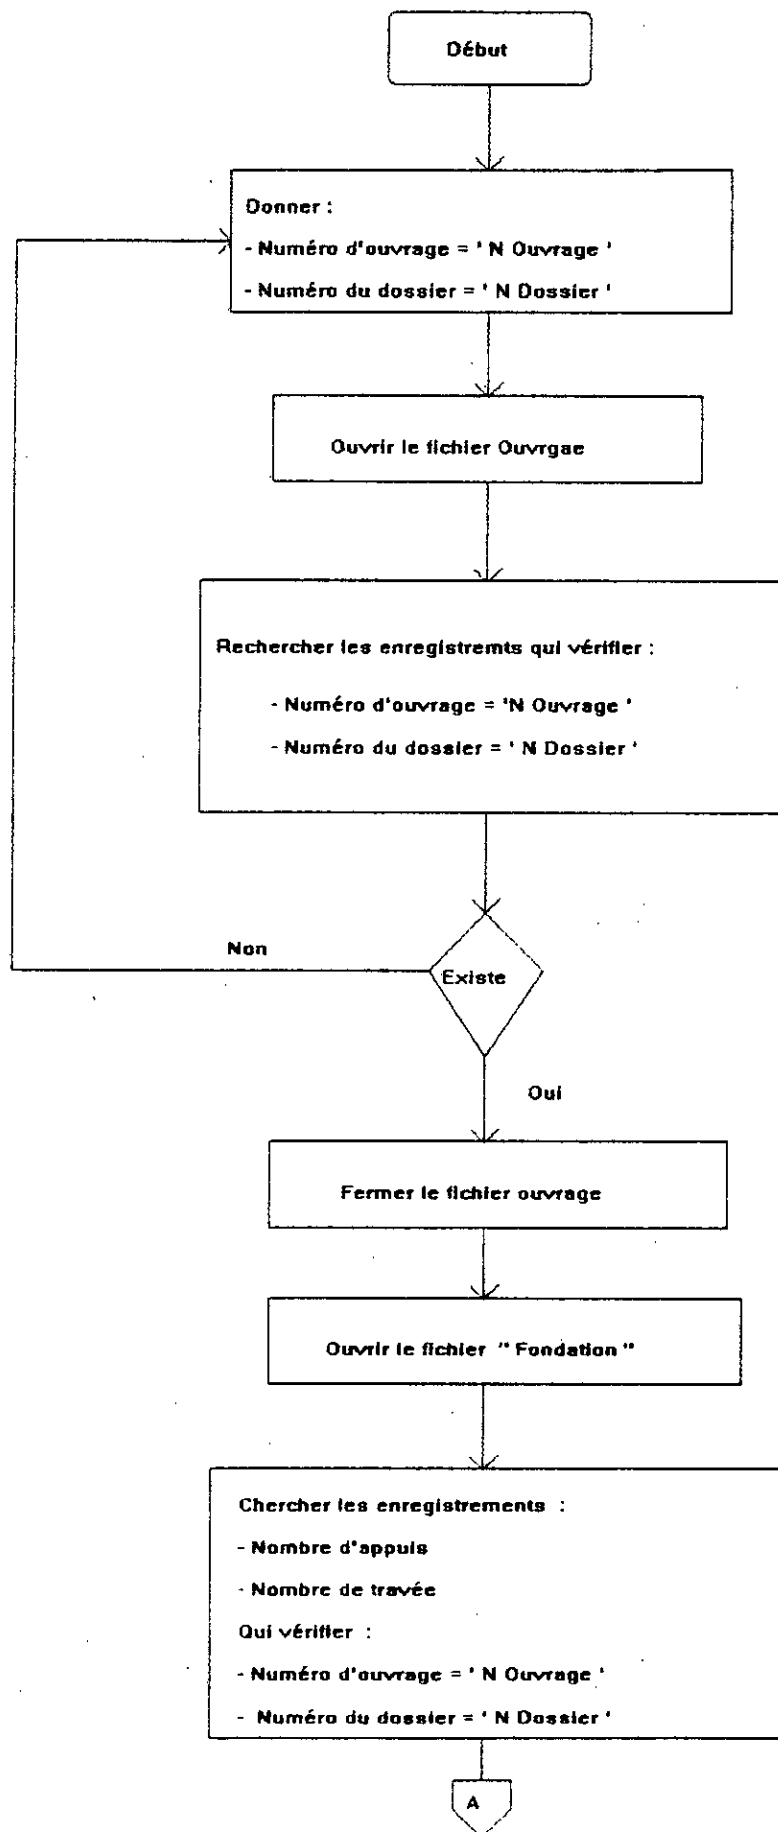 Début
Donner :
- Numéro d'ouvrage = ' N Ouvrage '
- Numéro du dossier = ' N Dossier '
Ouvrir le fichier Ouvrgae
Rechercher les enregistremts qui vérifier :
- Numéro d'ouvrage = 'N Ouvrage '
- Numéro du dossier = ' N Dossier '
Non
Existe
Oui
Fermer le fichier ouvrage
Ouvrir le fichier " Fondation "
Chercher les enregistrements :
- Nombre d'appuis
- Nombre de travée
Qui vérifier :
- Numéro d'ouvrage = ' N Ouvrage '
- Numéro du dossier = ' N Dossier '
A